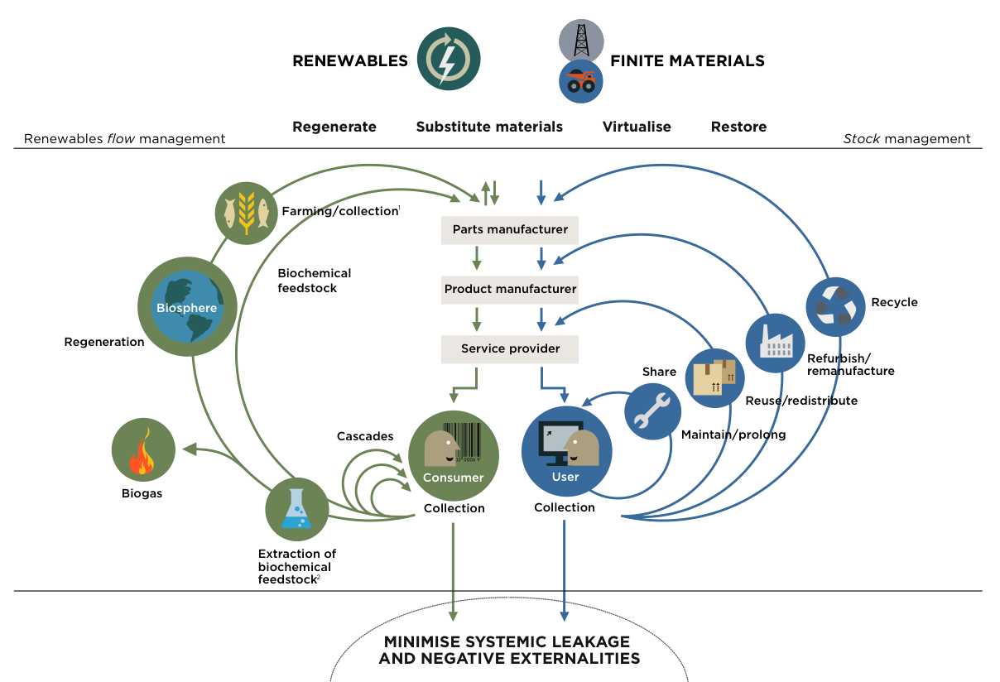 RENEWABLES
FINITE MATERIALS
Regenerate
Substitute materials
Virtualise
Restore
Renewables flow management
Stock management
Farming/collection¹
Parts manufacturer
Biochemical
feedstock
Product manufacturer
Biosphere
Recycle
Regeneration
Service provider
Refurbish/
remanufacture
Share
Reuse/redistribute
Cascades
Maintain/prolong
Consumer
User
Biogas
Collection
Collection
Extraction of
biochemical
feedstock²
MINIMISE SYSTEMIC LEAKAGE
AND NEGATIVE EXTERNALITIES